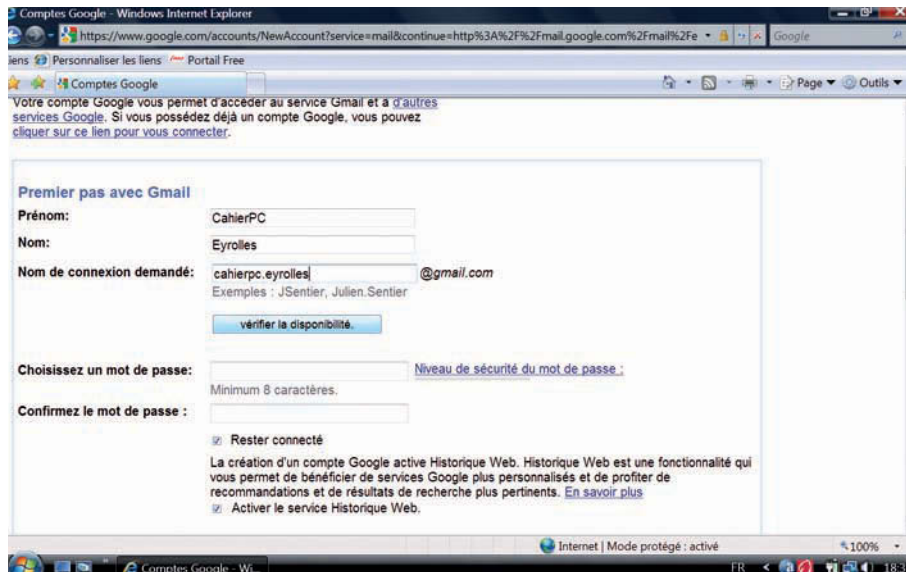 Comptes Google - Windows Internet Explorer
https://www.google.com/accounts/NewAccount?service=mail&continue=http%3A%2F%2Fmail.google.com%2Fmail%2Fe Google
iens Personnaliser les liens Portail Free
Comptes Google Page Outils
Votre compte Google vous permet d'accéder au service Gmail et à d'autres
services Google. Si vous possédez déjà un compte Google, vous pouvez
cliquer sur ce lien pour vous connecter.
Premier pas avec Gmail
Prénom: CahierPC
Nom: Eyrolles
Nom de connexion demandé: cahierpc.eyrolles @gmail.com
Exemples : JSentier, Julien.Sentier
vérifier la disponibilité.
Choisissez un mot de passe: Niveau de sécurité du mot de passe :
Minimum 8 caractères.
Confirmez le mot de passe :
Rester connecté
La création d'un compte Google active Historique Web. Historique Web est une fonctionnalité qui
vous permet de bénéficier de services Google plus personnalisés et de profiter de
recommandations et de résultats de recherche plus pertinents. En savoir plus
Activer le service Historique Web.
Internet | Mode protégé : activé 100%
Comptes Google - Wi... FR 18:3